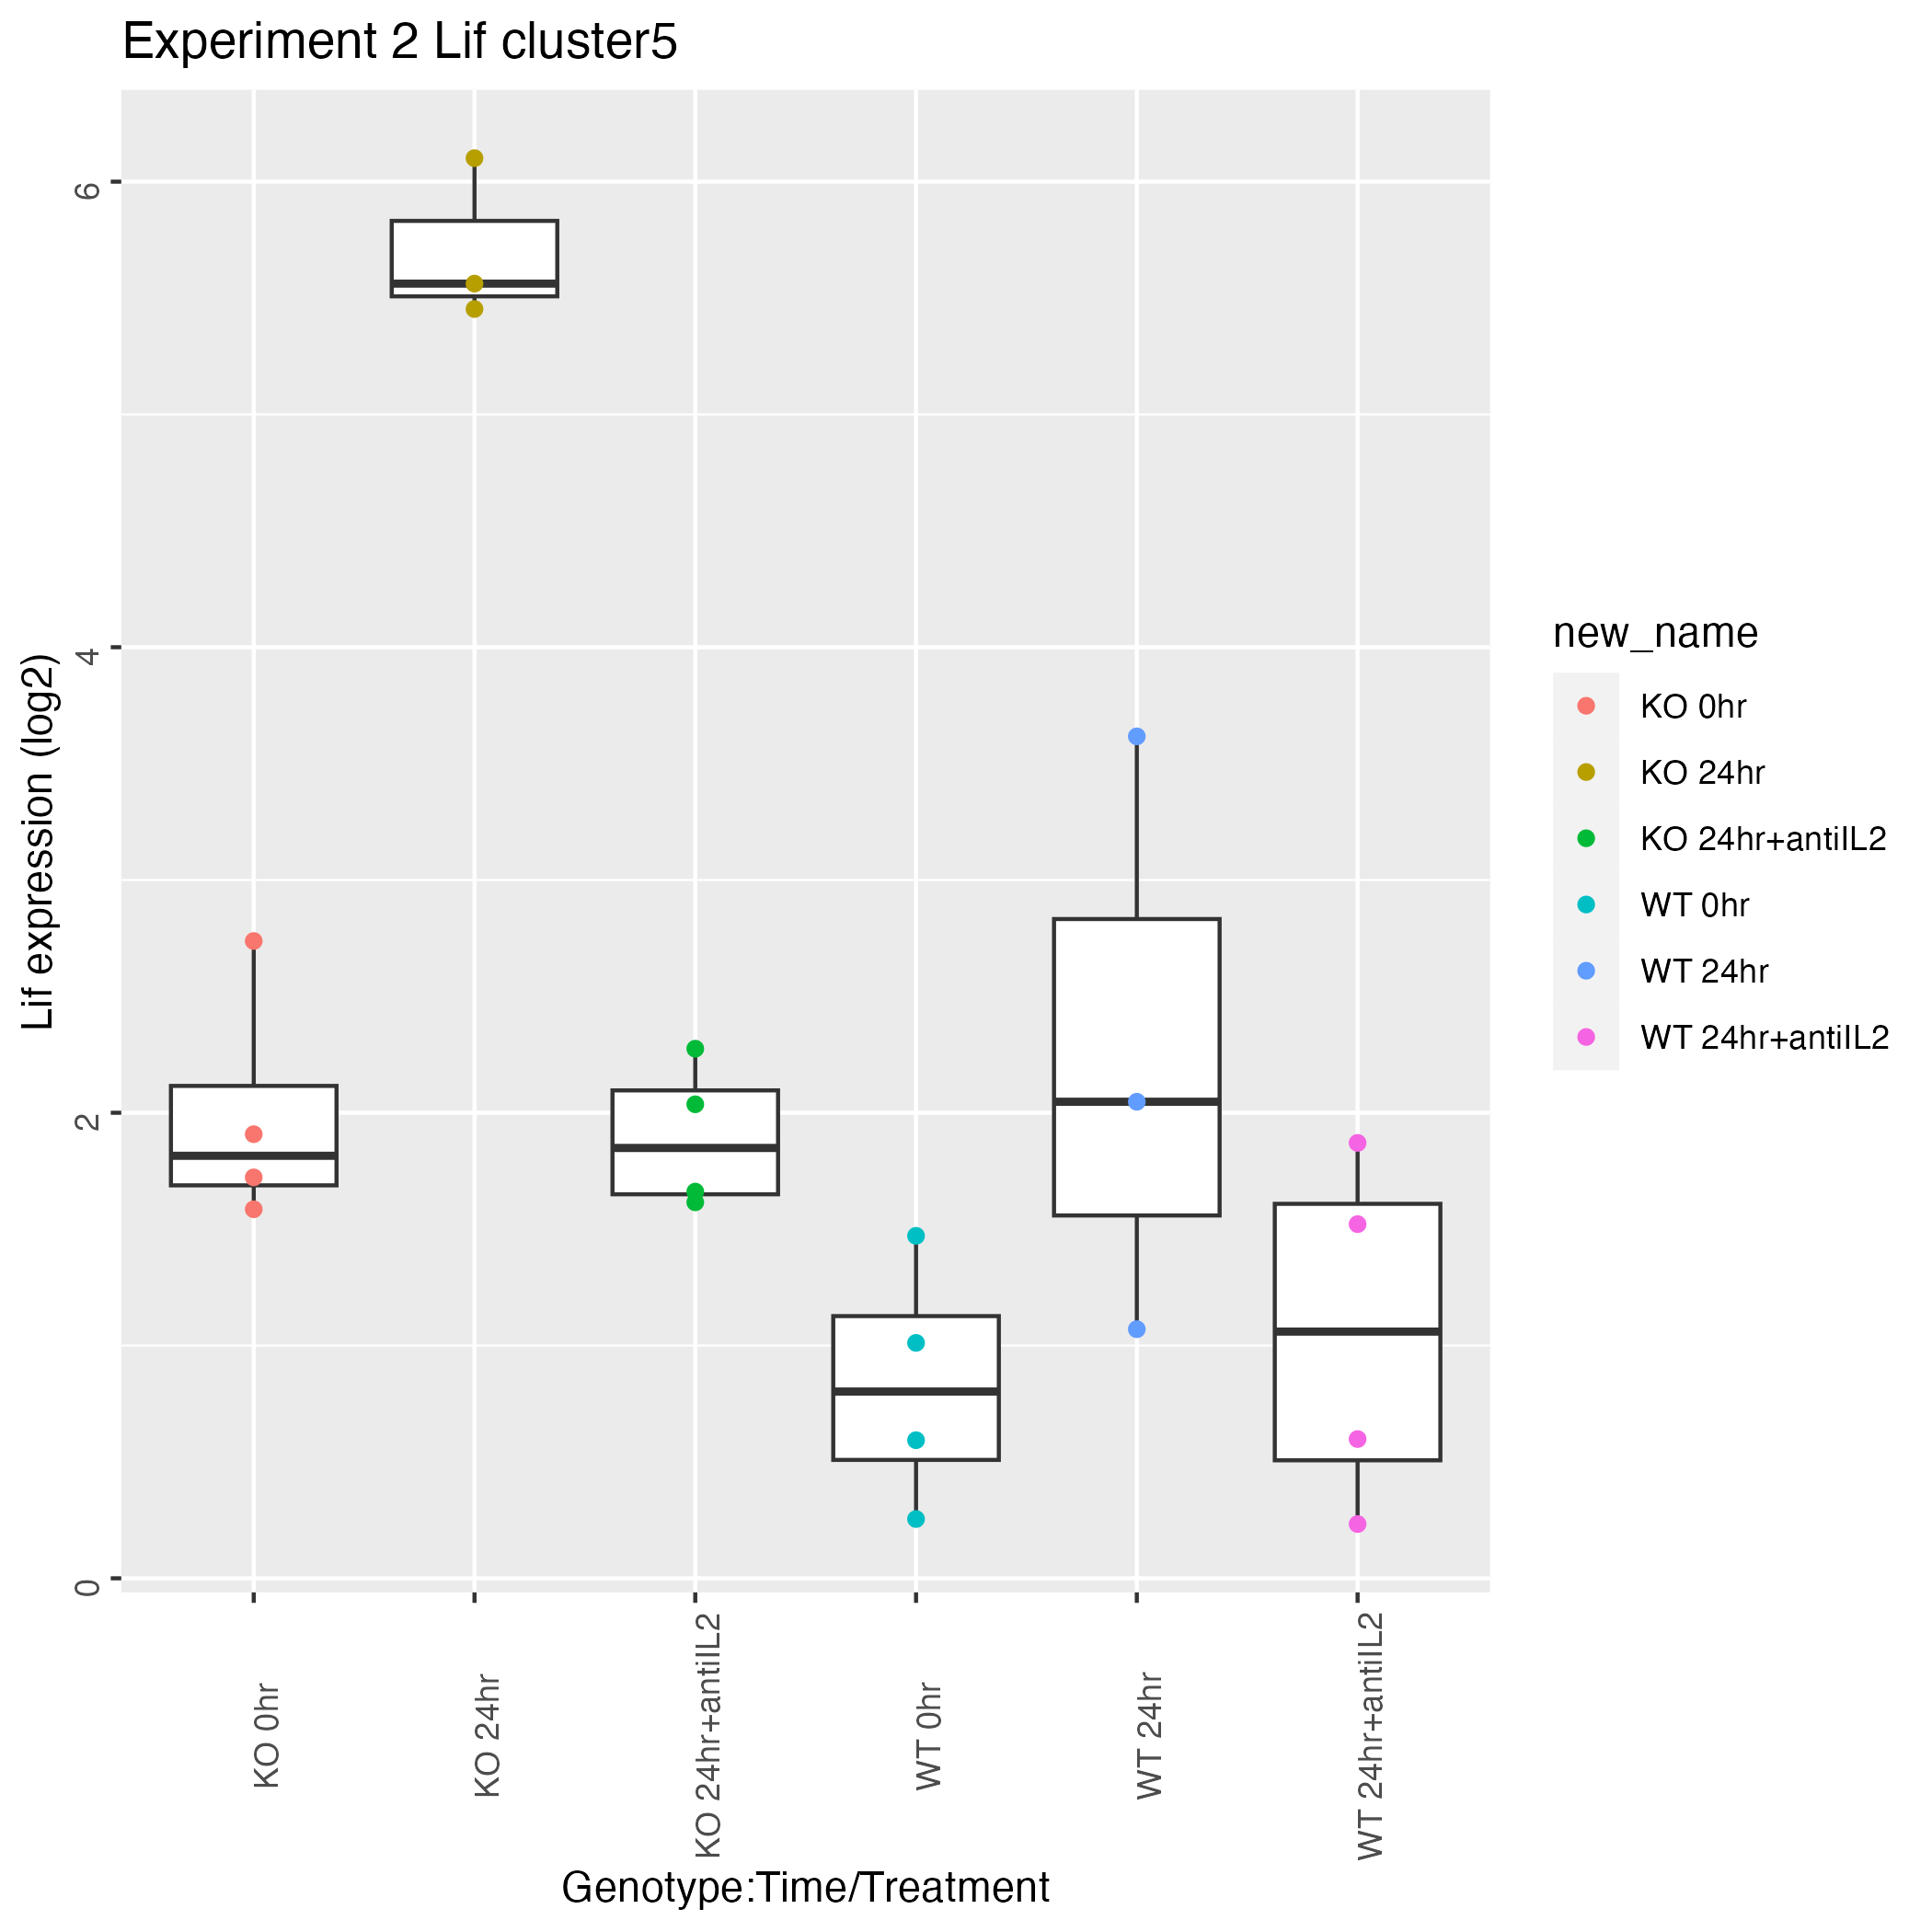 Experiment 2 Lif cluster5
Lif expression (log2)
6
4
2
0
KO 0hr
KO 24hr
KO 24hr+antiIL2
WT 0hr
WT 24hr
WT 24hr+antiIL2
Genotype:Time/Treatment
new_name
KO 0hr
KO 24hr
KO 24hr+antiIL2
WT 0hr
WT 24hr
WT 24hr+antiIL2